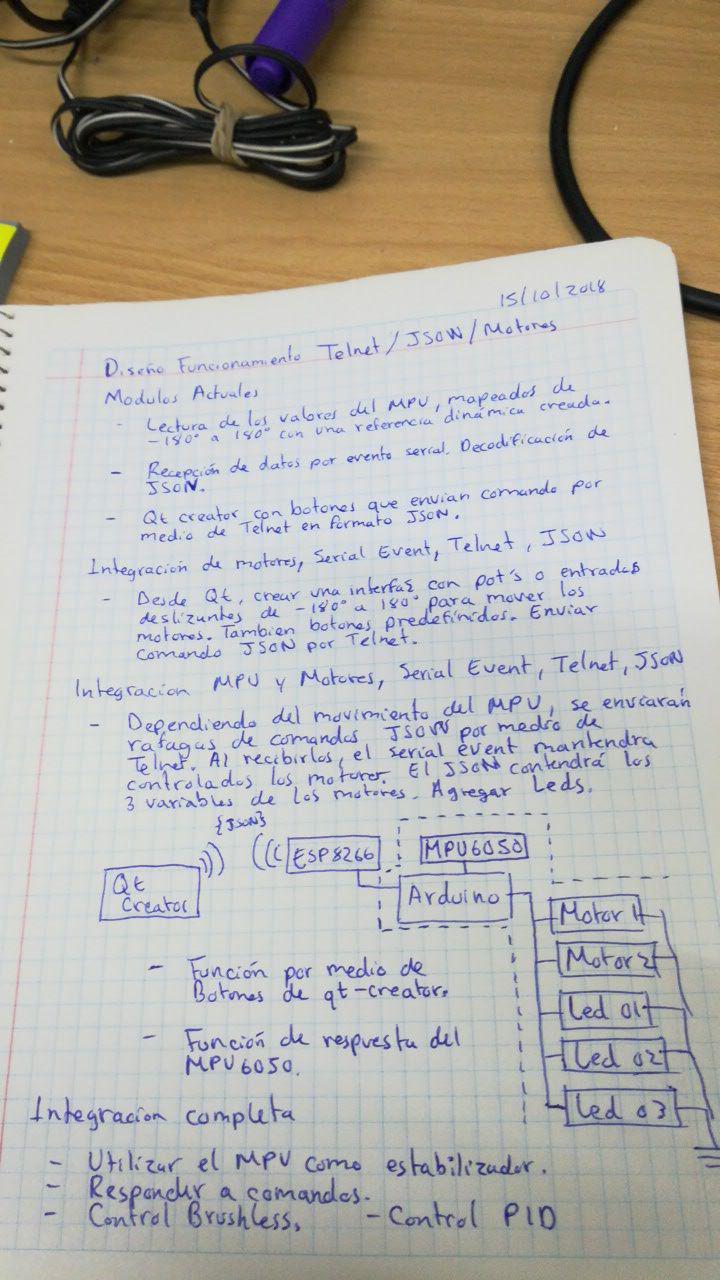 15/10/2018
Diseño Funcionamiento Telnet/JSON/Motores
Modulos Actuales
- Lectura de los valores del MPU, mapeados de
-180° a 180° con una referencia dinámica creada.
- Recepción de datos por evento serial. Decodificación de
JSON.
- Qt creator con botones que envian comando por
medio de Telnet en formato JSON.
Integración de motores, Serial Event, Telnet, JSON
- Desde Qt, crear una interfaz con pot's o entradas
deslizantes de -180° a 180° para mover los
motores. Tambien botones predefinidos. Enviar
comando JSON por Telnet.
Integracion MPU y Motores, Serial Event, Telnet, JSON
- Dependiendo del movimiento del MPU, se enviarán
rafagas de comandos JSON por medio de
Telnet. Al recibirlos, el serial event mantendra
controlados los motores. El JSON contendrá los
3 variables de los motores. Agregar Leds.
{JSON}
Qt
Creator
ESP8266
MPU6050
Arduino
Motor 1
Motor 2
Led 01
Led 02
Led 03
- Función por medio de
Botones de qt-creator.
- Función de respuesta del
MPU6050.
Integracion completa
- Utilizar el MPU como estabilizador.
- Responder a comandos.
- Control Brushless. - Control PID